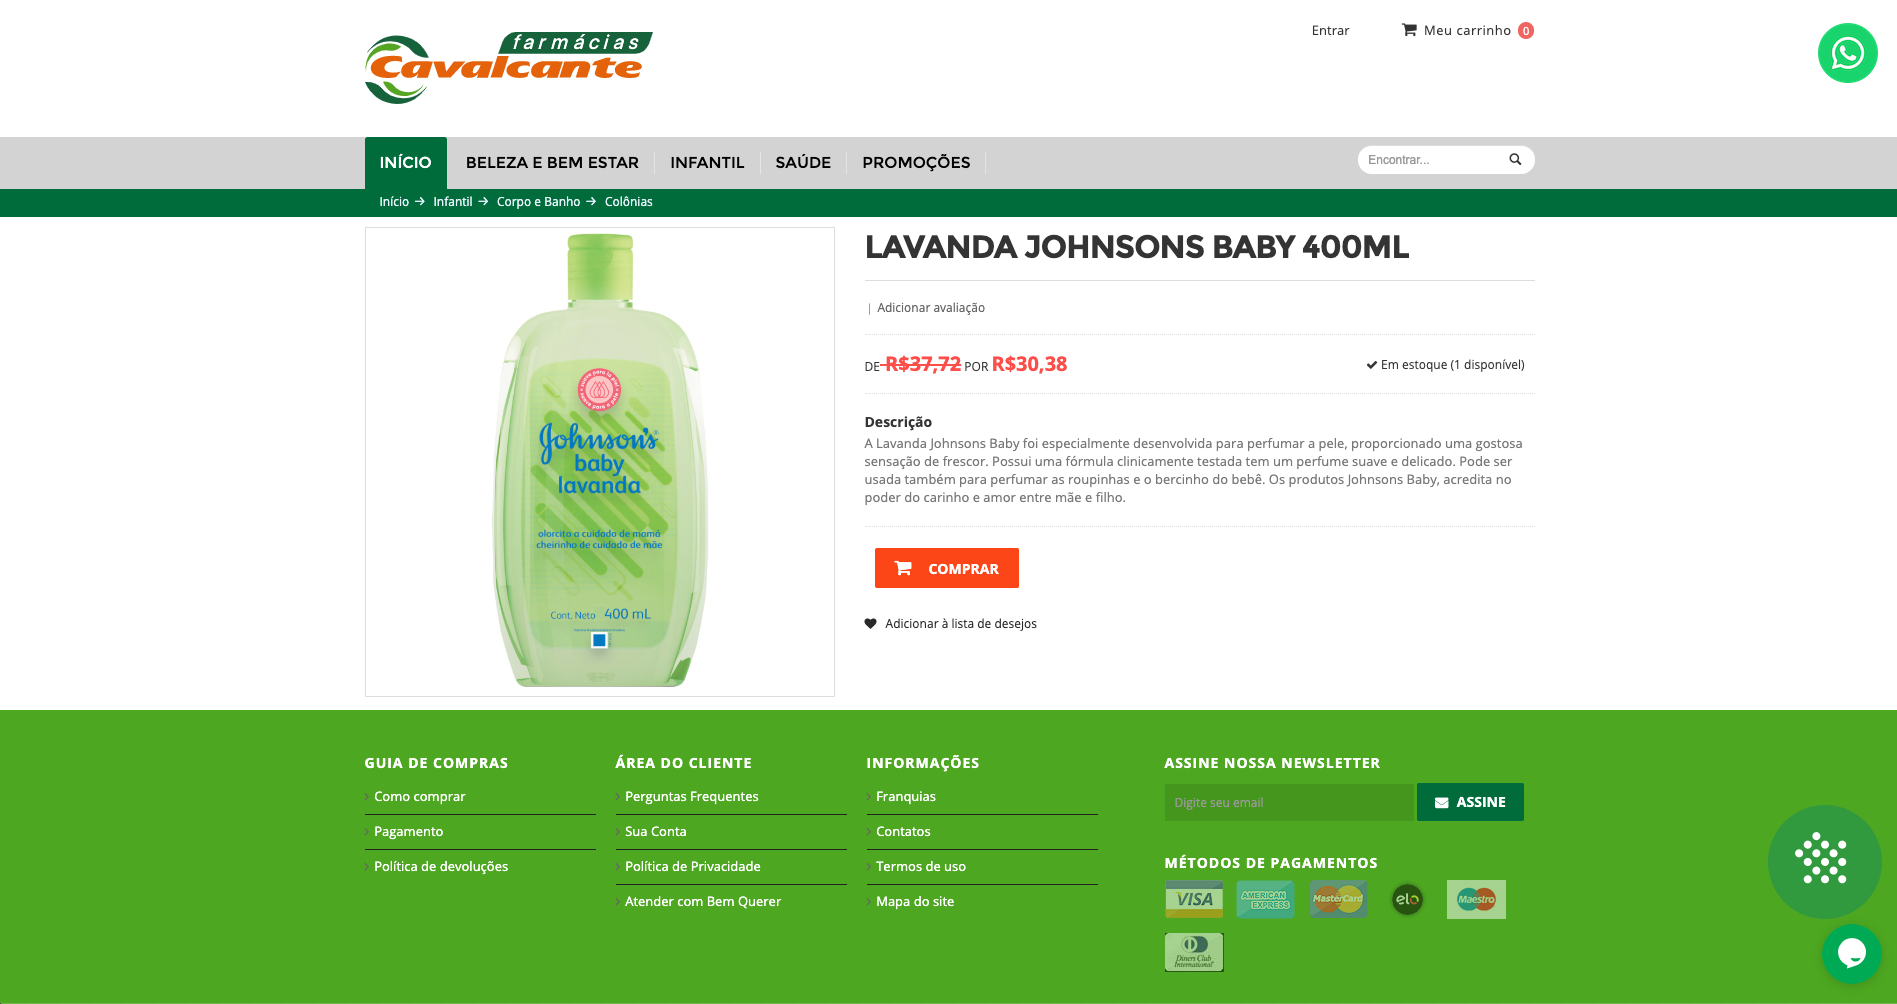 farmácias
Cavalcante
Entrar
Meu carrinho 0
INÍCIO BELEZA E BEM ESTAR INFANTIL SAÚDE PROMOÇÕES
Encontrar...
Início → Infantil → Corpo e Banho → Colônias
LAVANDA JOHNSONS BABY 400ML
| Adicionar avaliação
DE R$37,72 POR R$30,38
Em estoque (1 disponível)
Descrição
A Lavanda Johnsons Baby foi especialmente desenvolvida para perfumar a pele, proporcionado uma gostosa
sensação de frescor. Possui uma fórmula clinicamente testada tem um perfume suave e delicado. Pode ser
usada também para perfumar as roupinhas e o bercinho do bebê. Os produtos Johnsons Baby, acredita no
poder do carinho e amor entre mãe e filho.
COMPRAR
Adicionar à lista de desejos
Johnson's®
baby
lavanda
olorcito a cuidado de mamá
cheirinho de cuidado de mãe
Cont. Neto 400 mL
GUIA DE COMPRAS
Como comprar
Pagamento
Política de devoluções
ÁREA DO CLIENTE
Perguntas Frequentes
Sua Conta
Política de Privacidade
Atender com Bem Querer
INFORMAÇÕES
Franquias
Contatos
Termos de uso
Mapa do site
ASSINE NOSSA NEWSLETTER
Digite seu email
ASSINE
MÉTODOS DE PAGAMENTOS
VISA
AMERICAN
EXPRESS
MasterCard
elo
Maestro
Diners Club
International